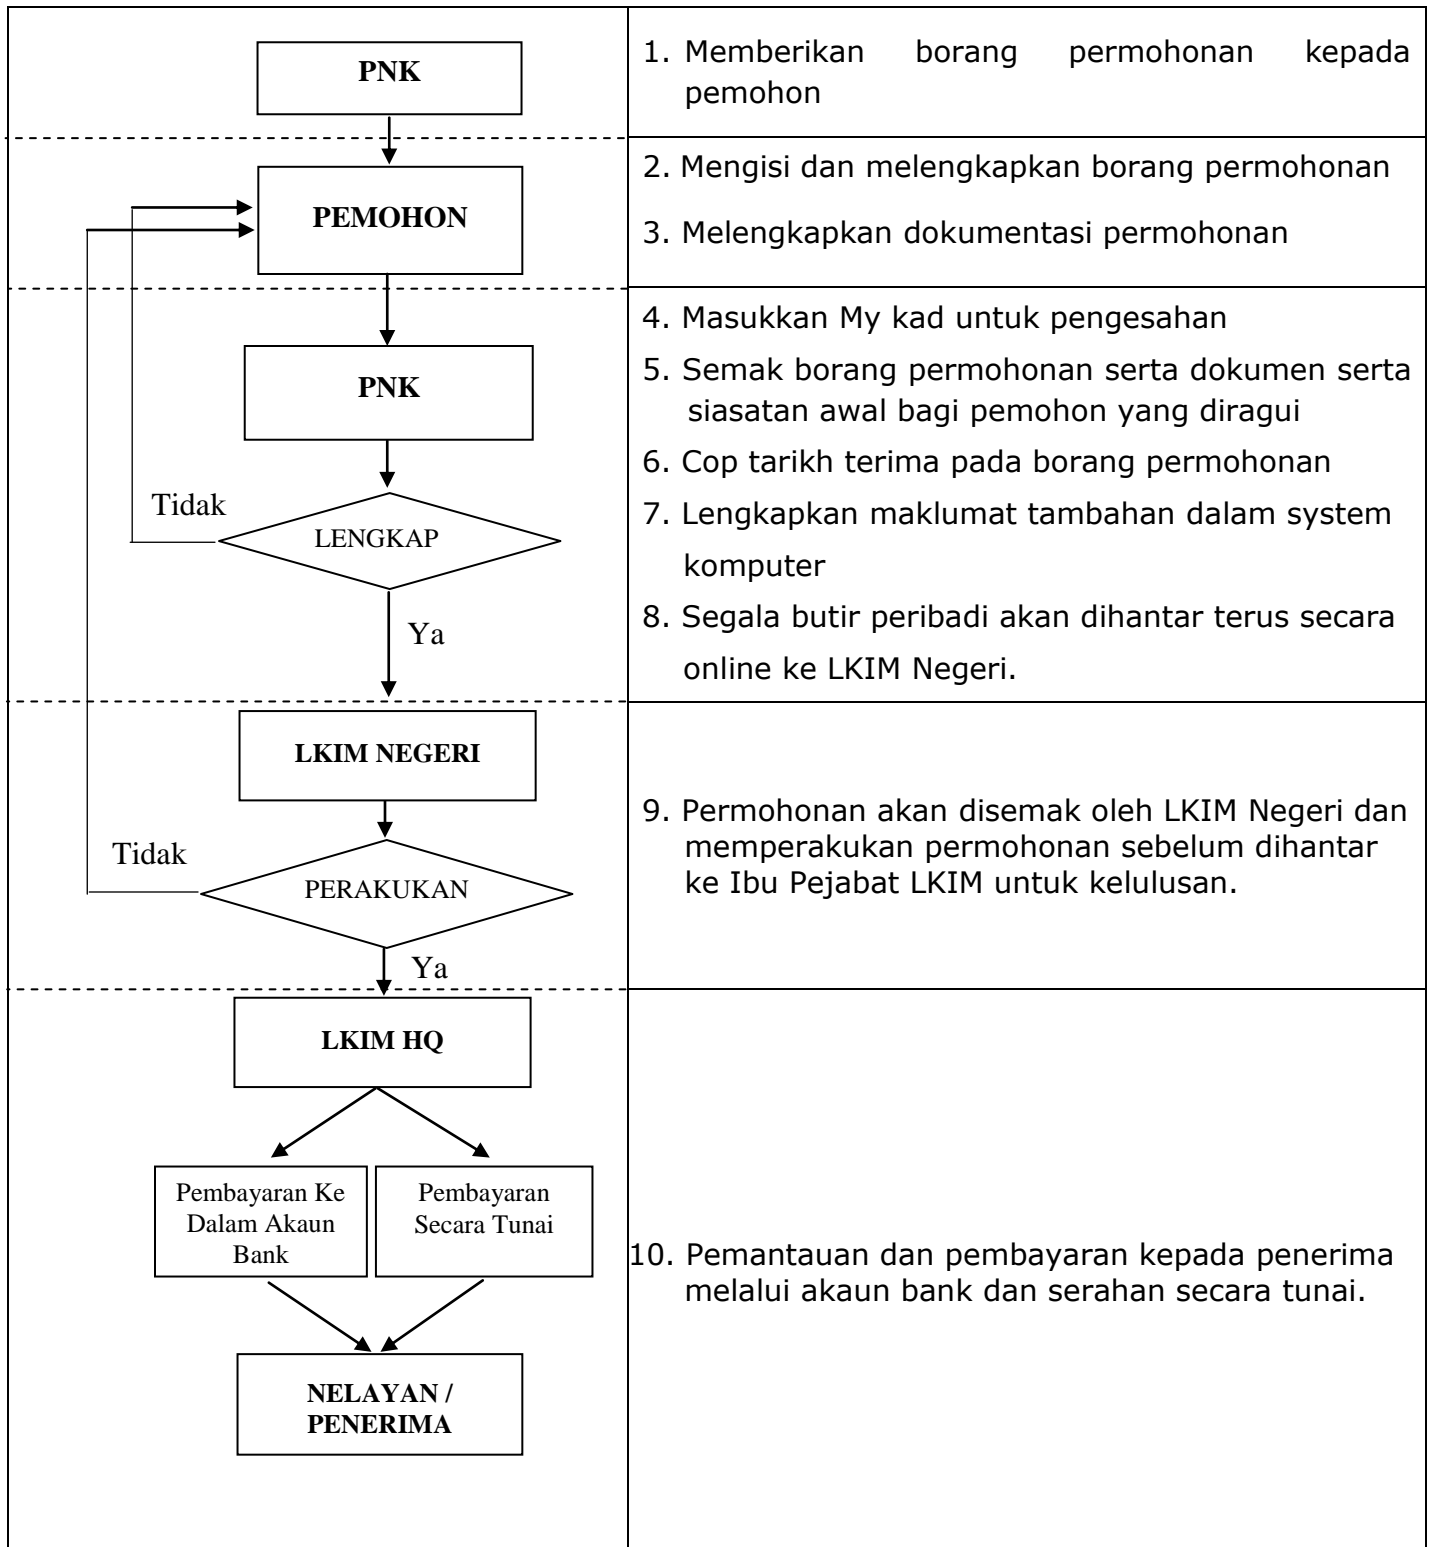 PNK
1. Memberikan borang permohonan kepada
pemohon
PEMOHON
2. Mengisi dan melengkapkan borang permohonan
3. Melengkapkan dokumentasi permohonan
PNK
Tidak
LENGKAP
Ya
4. Masukkan My kad untuk pengesahan
5. Semak borang permohonan serta dokumen serta
siasatan awal bagi pemohon yang diragui
6. Cop tarikh terima pada borang permohonan
7. Lengkapkan maklumat tambahan dalam system
komputer
8. Segala butir peribadi akan dihantar terus secara
online ke LKIM Negeri.
LKIM NEGERI
Tidak
PERAKUKAN
Ya
9. Permohonan akan disemak oleh LKIM Negeri dan
memperakukan permohonan sebelum dihantar
ke Ibu Pejabat LKIM untuk kelulusan.
LKIM HQ
Pembayaran Ke
Dalam Akaun
Bank
Pembayaran
Secara Tunai
NELAYAN /
PENERIMA
10. Pemantauan dan pembayaran kepada penerima
melalui akaun bank dan serahan secara tunai.